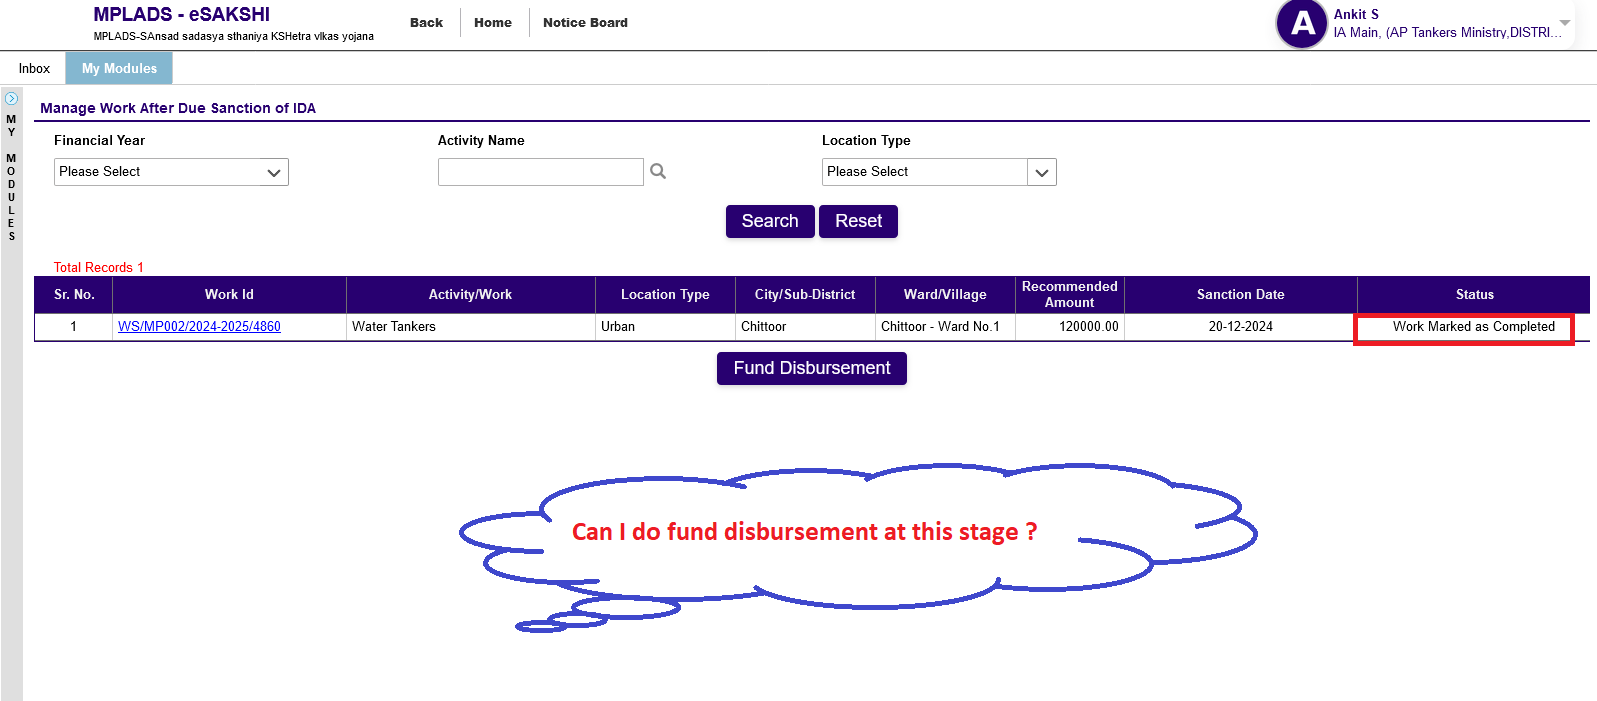 MPLADS - eSAKSHI
MPLADS-SAnsad sadasya sthaniya KSHetra vIkas yojana
Back
Home
Notice Board
A
Ankit S
IA Main, (AP Tankers Ministry,DISTRI...
Inbox
My Modules
MY MODULES
Manage Work After Due Sanction of IDA
Financial Year
Activity Name
Location Type
Please Select
Please Select
Search
Reset
Total Records 1
Sr. No. Work Id Activity/Work Location Type City/Sub-District Ward/Village Recommended Amount Sanction Date Status
1 WS/MP002/2024-2025/4860 Water Tankers Urban Chittoor Chittoor - Ward No.1 120000.00 20-12-2024 Work Marked as Completed
Fund Disbursement
Can I do fund disbursement at this stage ?